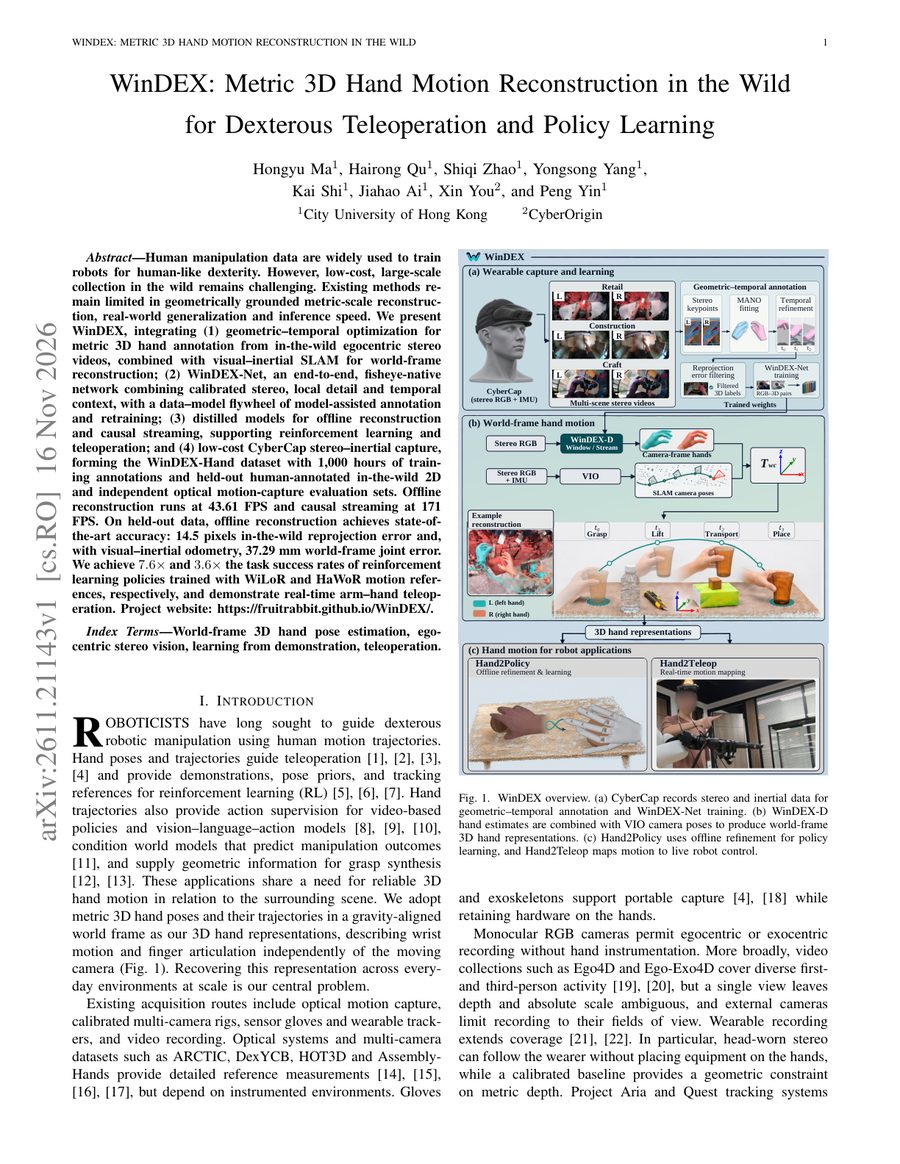 WINDEX: METRIC 3D HAND MOTION RECONSTRUCTION IN THE WILD
1
WinDEX: Metric 3D Hand Motion Reconstruction in the Wild
for Dexterous Teleoperation and Policy Learning
Hongyu Ma1, Hairong Qu1, Shiqi Zhao1, Yongsong Yang1,
Kai Shi1, Jiahao Ai1, Xin You2, and Peng Yin1
1City University of Hong Kong 2CyberOrigin
arXiv:2611.21143v1 [cs.RO] 16 Nov 2026
Abstract—Human manipulation data are widely used to train
robots for human-like dexterity. However, low-cost, large-scale
collection in the wild remains challenging. Existing methods re-
main limited in geometrically grounded metric-scale reconstruc-
tion, real-world generalization and inference speed. We present
WinDEX, integrating (1) geometric–temporal optimization for
metric 3D hand annotation from in-the-wild egocentric stereo
videos, combined with visual–inertial SLAM for world-frame
reconstruction; (2) WinDEX-Net, an end-to-end, fisheye-native
network combining calibrated stereo, local detail and temporal
context, with a data–model flywheel of model-assisted annotation
and retraining; (3) distilled models for offline reconstruction
and causal streaming, supporting reinforcement learning and
teleoperation; and (4) low-cost CyberCap stereo–inertial capture,
forming the WinDEX-Hand dataset with 1,000 hours of train-
ing annotations and held-out human-annotated in-the-wild 2D
and independent optical motion-capture evaluation sets. Offline
reconstruction runs at 43.61 FPS and causal streaming at 171
FPS. On held-out data, offline reconstruction achieves state-of-
the-art accuracy: 14.5 pixels in-the-wild reprojection error and,
with visual–inertial odometry, 37.29 mm world-frame joint error.
We achieve 7.6× and 3.6× the task success rates of reinforcement
learning policies trained with WiLoR and HaWoR motion refer-
ences, respectively, and demonstrate real-time arm–hand teleop-
eration. Project website: https://fruitrabbit.github.io/WinDEX/.
Index Terms—World-frame 3D hand pose estimation, ego-
centric stereo vision, learning from demonstration, teleoperation.
I. INTRODUCTION
ROBOTICISTS have long sought to guide dexterous
robotic manipulation using human motion trajectories.
Hand poses and trajectories guide teleoperation [1], [2], [3],
[4] and provide demonstrations, pose priors, and tracking
references for reinforcement learning (RL) [5], [6], [7]. Hand
trajectories also provide action supervision for video-based
policies and vision–language–action models [8], [9], [10],
condition world models that predict manipulation outcomes
[11], and supply geometric information for grasp synthesis
[12], [13]. These applications share a need for reliable 3D
hand motion in relation to the surrounding scene. We adopt
metric 3D hand poses and their trajectories in a gravity-aligned
world frame as our 3D hand representations, describing wrist
motion and finger articulation independently of the moving
camera (Fig. 1). Recovering this representation across every-
day environments at scale is our central problem.
Existing acquisition routes include optical motion capture,
calibrated multi-camera rigs, sensor gloves and wearable track-
ers, and video recording. Optical systems and multi-camera
datasets such as ARCTIC, DexYCB, HOT3D and Assembly-
Hands provide detailed reference measurements [14], [15],
[16], [17], but depend on instrumented environments. Gloves
WinDEX
(a) Wearable capture and learning
CyberCap
(stereo RGB + IMU)
Retail
L
R
Construction
L
R
Craft
L
R
Multi-scene stereo videos
Geometric–temporal annotation
Stereo
keypoints
L
R
MANO
fitting
Temporal
refinement
t0 t1 t2
Reprojection
error filtering
Filtered
3D labels
WinDEX-Net
training
RGB–3D pairs
Trained weights
(b) World-frame hand motion
Stereo RGB
WinDEX-D
Window / Stream
Camera-frame hands
Stereo RGB
+ IMU
VIO
SLAM camera poses
Twc
z
y
x
Example
reconstruction
L (left hand)
R (right hand)
t0
Grasp
t1
Lift
t2
Transport
t3
Place
z
y
x
3D hand representations
(c) Hand motion for robot applications
Hand2Policy
Offline refinement & learning
Hand2Teleop
Real-time motion mapping
Fig. 1. WinDEX overview. (a) CyberCap records stereo and inertial data for
geometric–temporal annotation and WinDEX-Net training. (b) WinDEX-D
hand estimates are combined with VIO camera poses to produce world-frame
3D hand representations. (c) Hand2Policy uses offline refinement for policy
learning, and Hand2Teleop maps motion to live robot control.
and exoskeletons support portable capture [4], [18] while
retaining hardware on the hands.
Monocular RGB cameras permit egocentric or exocentric
recording without hand instrumentation. More broadly, video
collections such as Ego4D and Ego-Exo4D cover diverse first-
and third-person activity [19], [20], but a single view leaves
depth and absolute scale ambiguous, and external cameras
limit recording to their fields of view. Wearable recording
extends coverage [21], [22]. In particular, head-worn stereo
can follow the wearer without placing equipment on the hands,
while a calibrated baseline provides a geometric constraint
on metric depth. Project Aria and Quest tracking systems